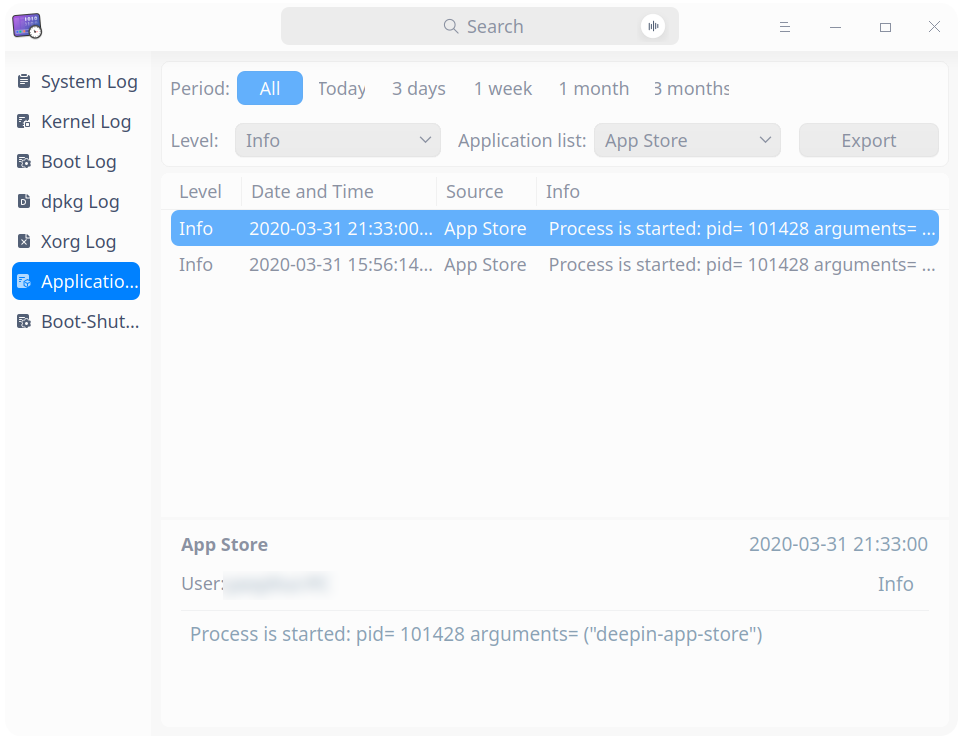 Search
System Log
Kernel Log
Boot Log
dpkg Log
Xorg Log
Applicatio...
Boot-Shut...
Period: All Today 3 days 1 week 1 month 3 months
Level: Info Application list: App Store Export
Level Date and Time Source Info
Info 2020-03-31 21:33:00... App Store Process is started: pid= 101428 arguments= ...
Info 2020-03-31 15:56:14... App Store Process is started: pid= 101428 arguments= ...
App Store 2020-03-31 21:33:00
User: Info
Process is started: pid= 101428 arguments= ("deepin-app-store")